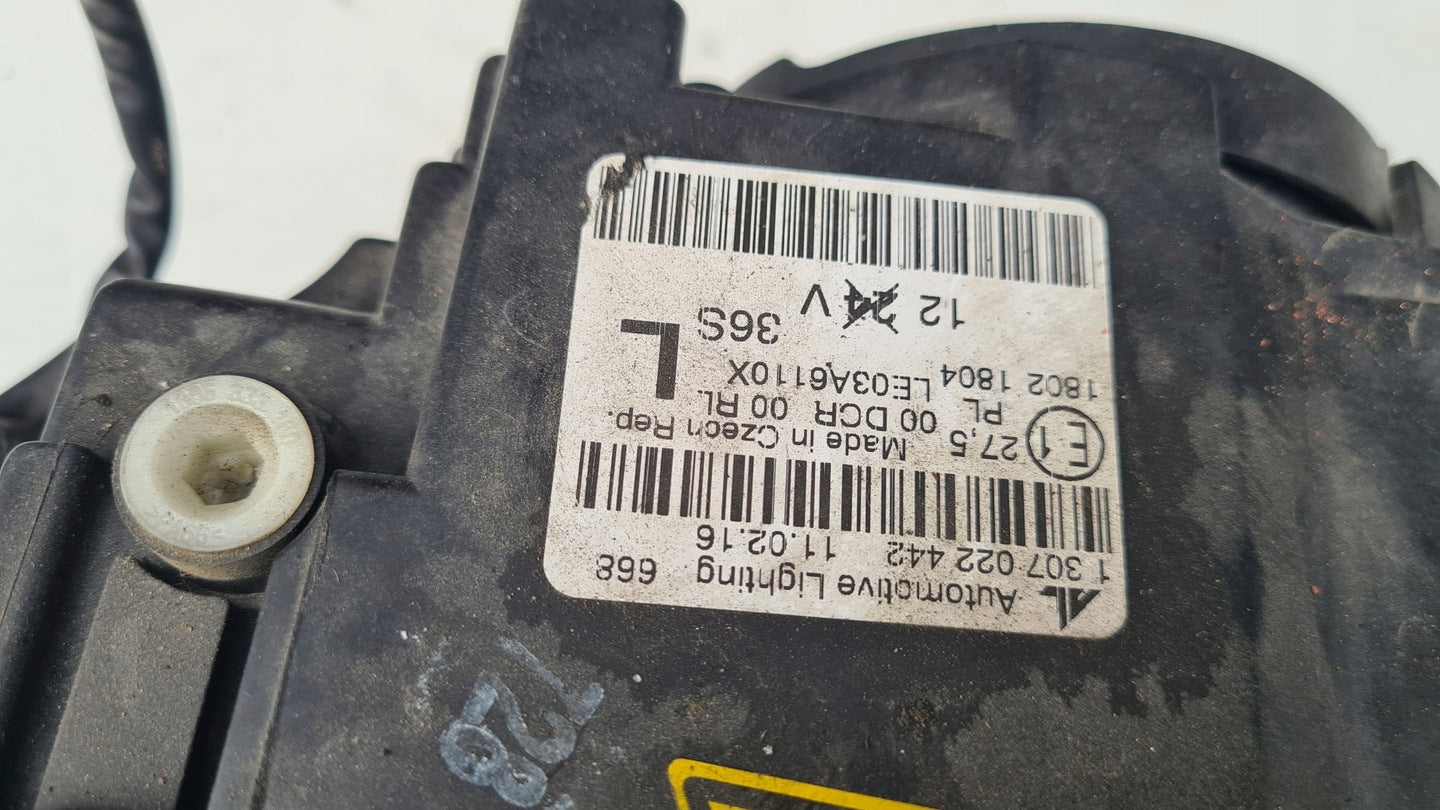 AL Automotive Lighting 668
1 307 022 442 11.02.16
Made in Czech Rep.
E1 27,5 00 DCR 00 RL
PL
1802 1804 LE03A6110X
L
36S
12 24 V